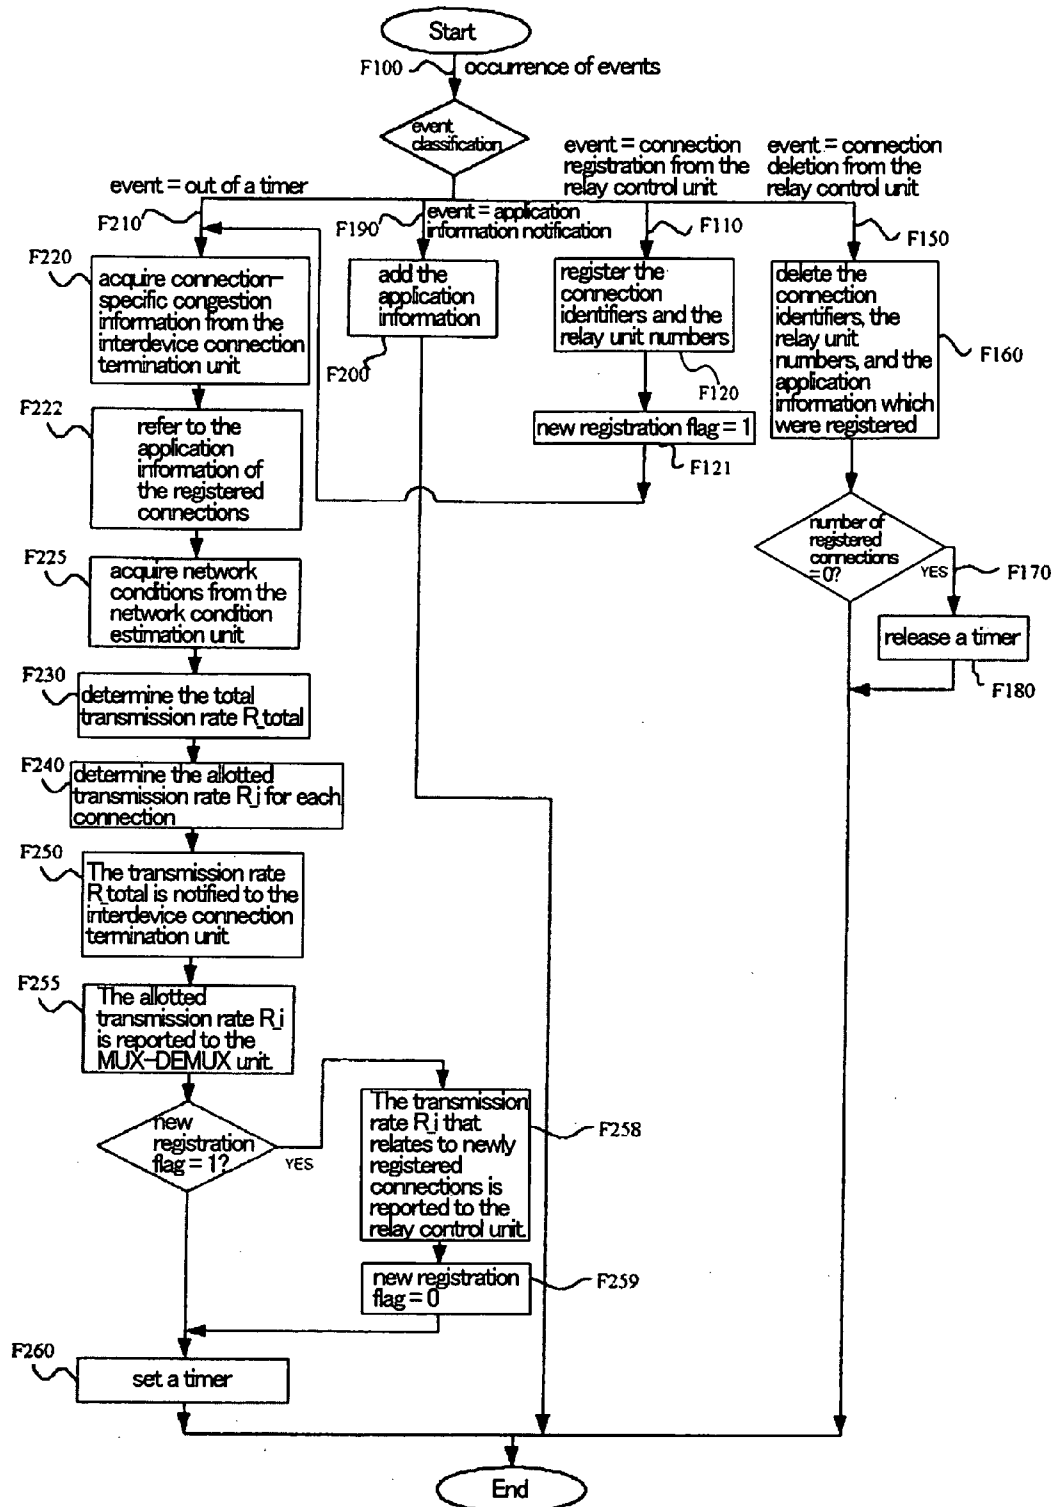 Start
F100
occurrence of events
event
classification
event = connection
registration from the
relay control unit
event = connection
deletion from the
relay control unit
event = out of a timer
F210
F190
event = application
information notification
F110
F150
F220
acquire connection-
specific congestion
information from the
interdevice connection
termination unit
add the
application
information
F200
register the
connection
identifiers and the
relay unit numbers
F120
delete the
connection
identifiers, the
relay unit
numbers, and the
application
information which
were registered
F160
F222
refer to the
application
information of
the registered
connections
new registration flag = 1
F121
number of
registered
connections
= 0?
YES
F170
F225
acquire network
conditions from the
network condition
estimation unit
release a timer
F180
F230
determine the total
transmission rate R_total
F240
determine the allotted
transmission rate R_i for each
connection
F250
The transmission rate
R_total is notified to the
interdevice connection
termination unit
F255
The allotted
transmission rate R_i
is reported to the
MUX-DEMUX unit.
new
registration
flag = 1?
YES
The transmission
rate R_i that
relates to newly
registered
connections is
reported to the
relay control unit.
F258
new registration
flag = 0
F259
F260
set a timer
End